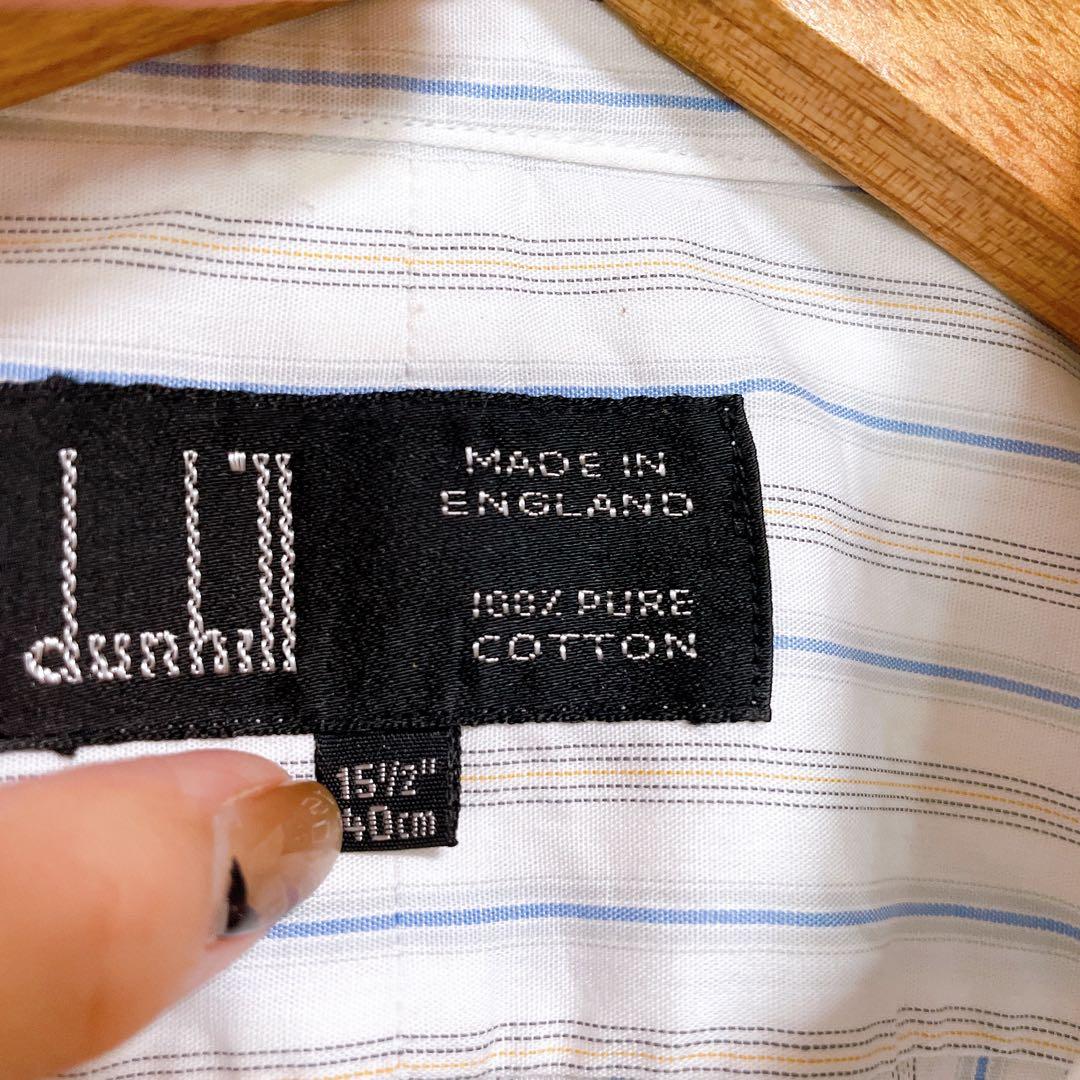 dunhill
MADE IN
ENGLAND
100% PURE
COTTON
15½"
40cm